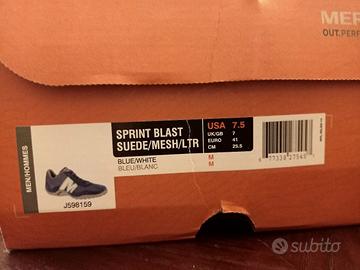 MER
OUT.PERF
MEN/HOMMES
SPRINT BLAST
SUEDE/MESH/LTR
BLUE/WHITE
BLEU/BLANC
USA 7.5
UK/GB 7
EURO 41
CM 25.5
M
M
J598159
subito